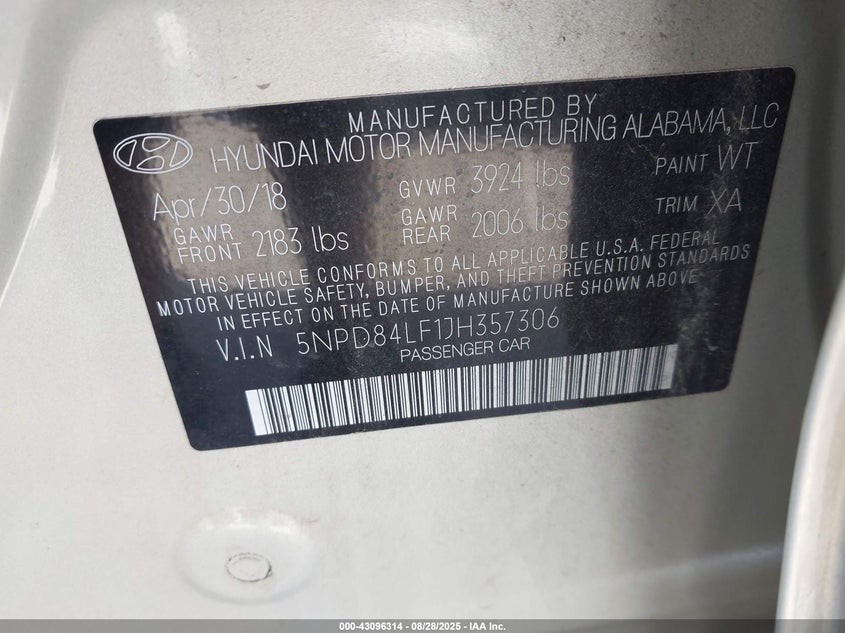 MANUFACTURED BY
HYUNDAI MOTOR MANUFACTURING ALABAMA, LLC
Apr/30/18 GVWR 3924 lbs PAINT WT
GAWR FRONT 2183 lbs GAWR REAR 2006 lbs TRIM XA
THIS VEHICLE CONFORMS TO ALL APPLICABLE U.S.A. FEDERAL
MOTOR VEHICLE SAFETY, BUMPER, AND THEFT PREVENTION STANDARDS
IN EFFECT ON THE DATE OF MANUFACTURE SHOWN ABOVE
V.I.N 5NPD84LF1JH357306
PASSENGER CAR
000-43096314 - 08/28/2025 - IAA Inc.